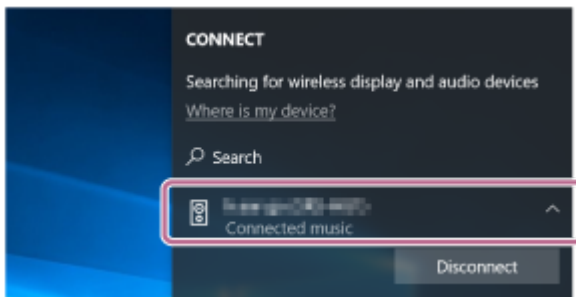 CONNECT
Searching for wireless display and audio devices
Where is my device?
Search
Connected music
Disconnect